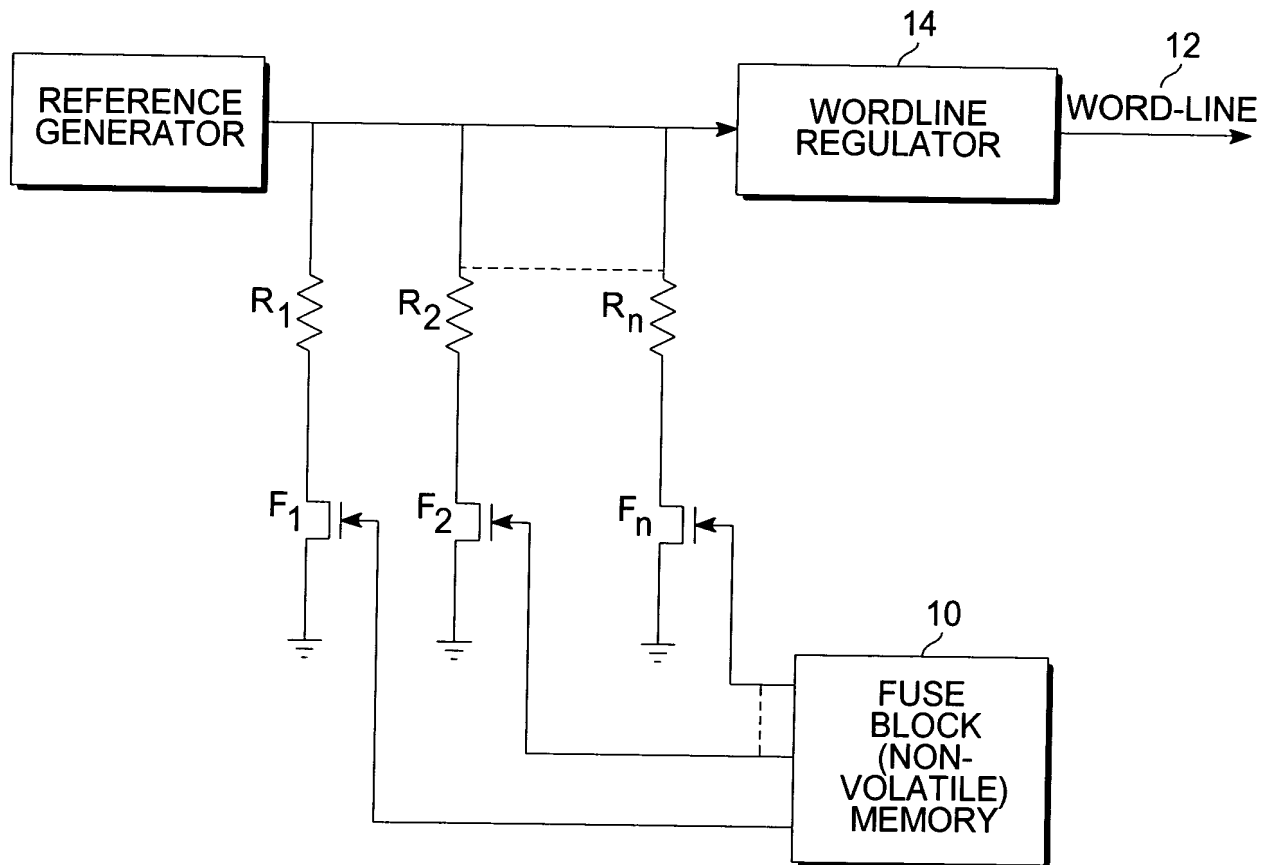 14
12
REFERENCE
GENERATOR
WORDLINE
REGULATOR
WORD-LINE
R1
R2
Rn
F1
F2
Fn
10
FUSE
BLOCK
(NON-
VOLATILE)
MEMORY